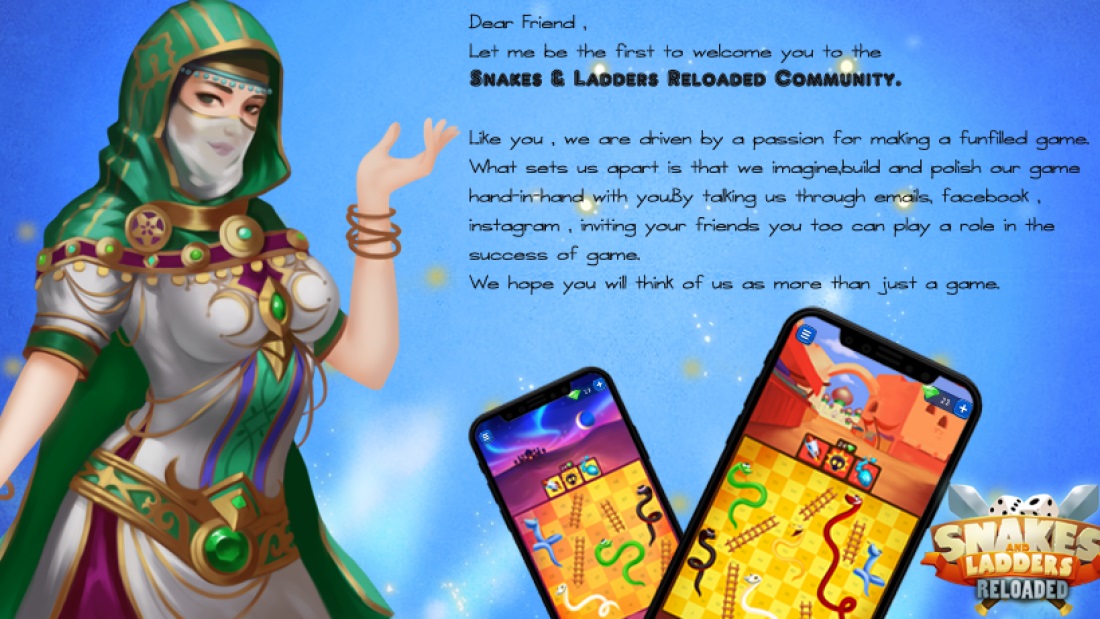 Dear Friend ,
Let me be the first to welcome you to the
Snakes & Ladders Reloaded Community.
Like you , we are driven by a passion for making a funfilled game.
What sets us apart is that we imagine,build and polish our game
hand-in-hand with you.By talking us through emails, facebook ,
instagram , inviting your friends you too can play a role in the
success of game.
We hope you will think of us as more than just a game.
SNAKES
AND
LADDERS
RELOADED